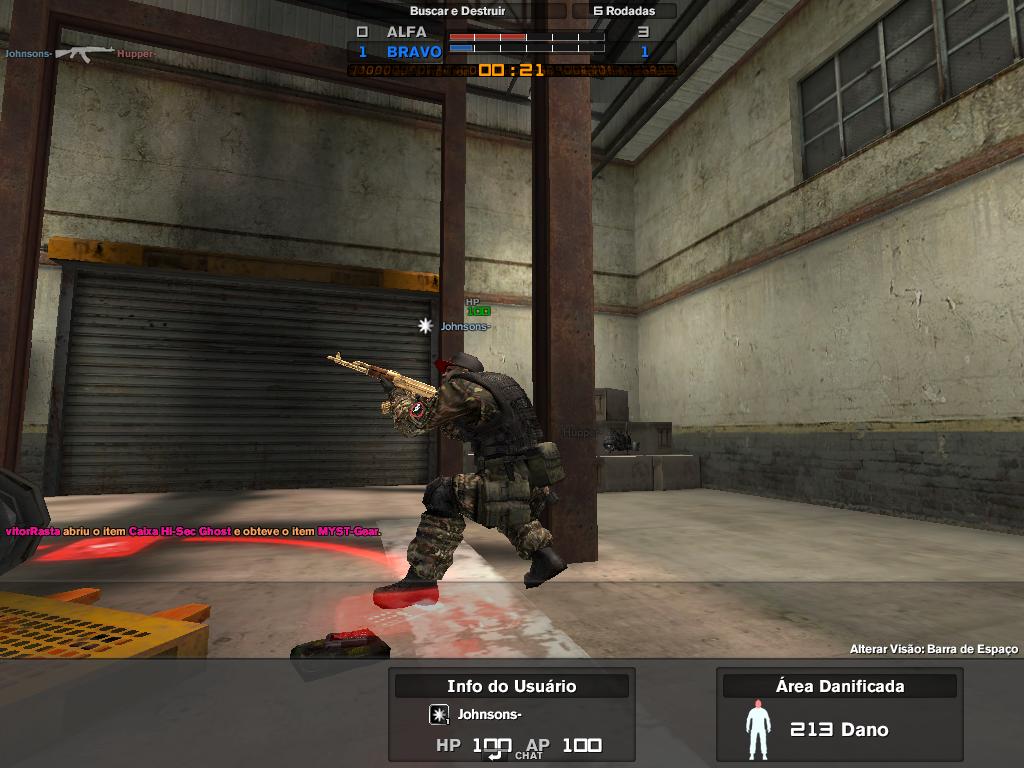 Buscar e Destruir 6 Rodadas
0 ALFA 3
1 BRAVO 1
00:21
Johnsons- Hupper-
HP
100
Johnsons-
Hupper
vitorRasta abriu o item Caixa Hi-Sec Ghost e obteve o item MYST-Gear.
Alterar Visão: Barra de Espaço
Info do Usuário
Johnsons-
HP 100 AP 100
CHAT
Área Danificada
213 Dano